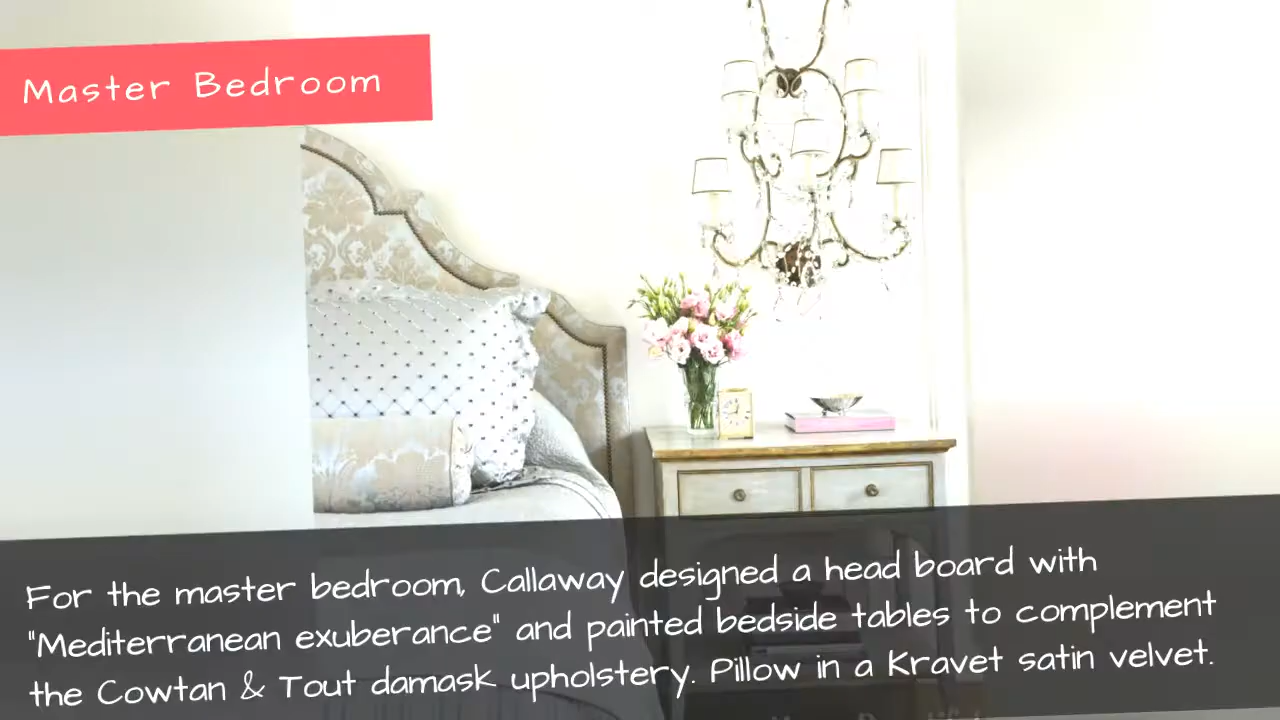 Master Bedroom
For the master bedroom, Callaway designed a head board with
"Mediterranean exuberance" and painted bedside tables to complement
the Cowtan & Tout damask upholstery. Pillow in a Kravet satin velvet.